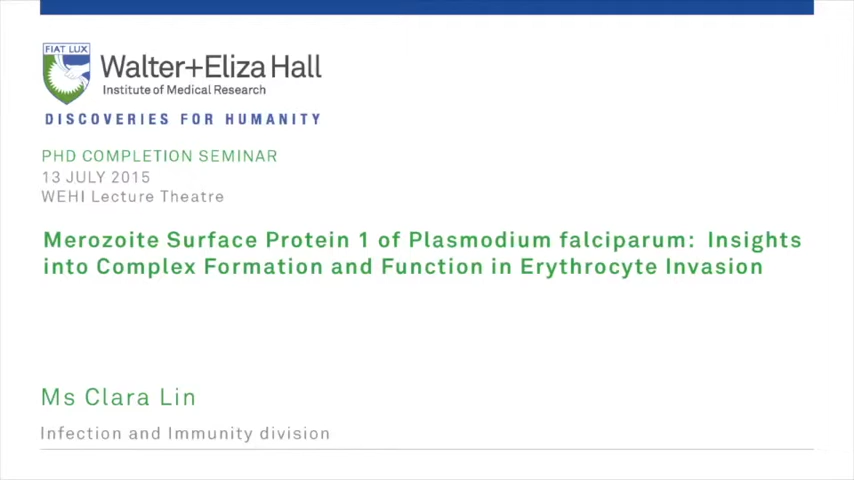 FIAT LUX
Walter+Eliza Hall
Institute of Medical Research
DISCOVERIES FOR HUMANITY
PHD COMPLETION SEMINAR
13 JULY 2015
WEHI Lecture Theatre
Merozoite Surface Protein 1 of Plasmodium falciparum: Insights
into Complex Formation and Function in Erythrocyte Invasion
Ms Clara Lin
Infection and Immunity division